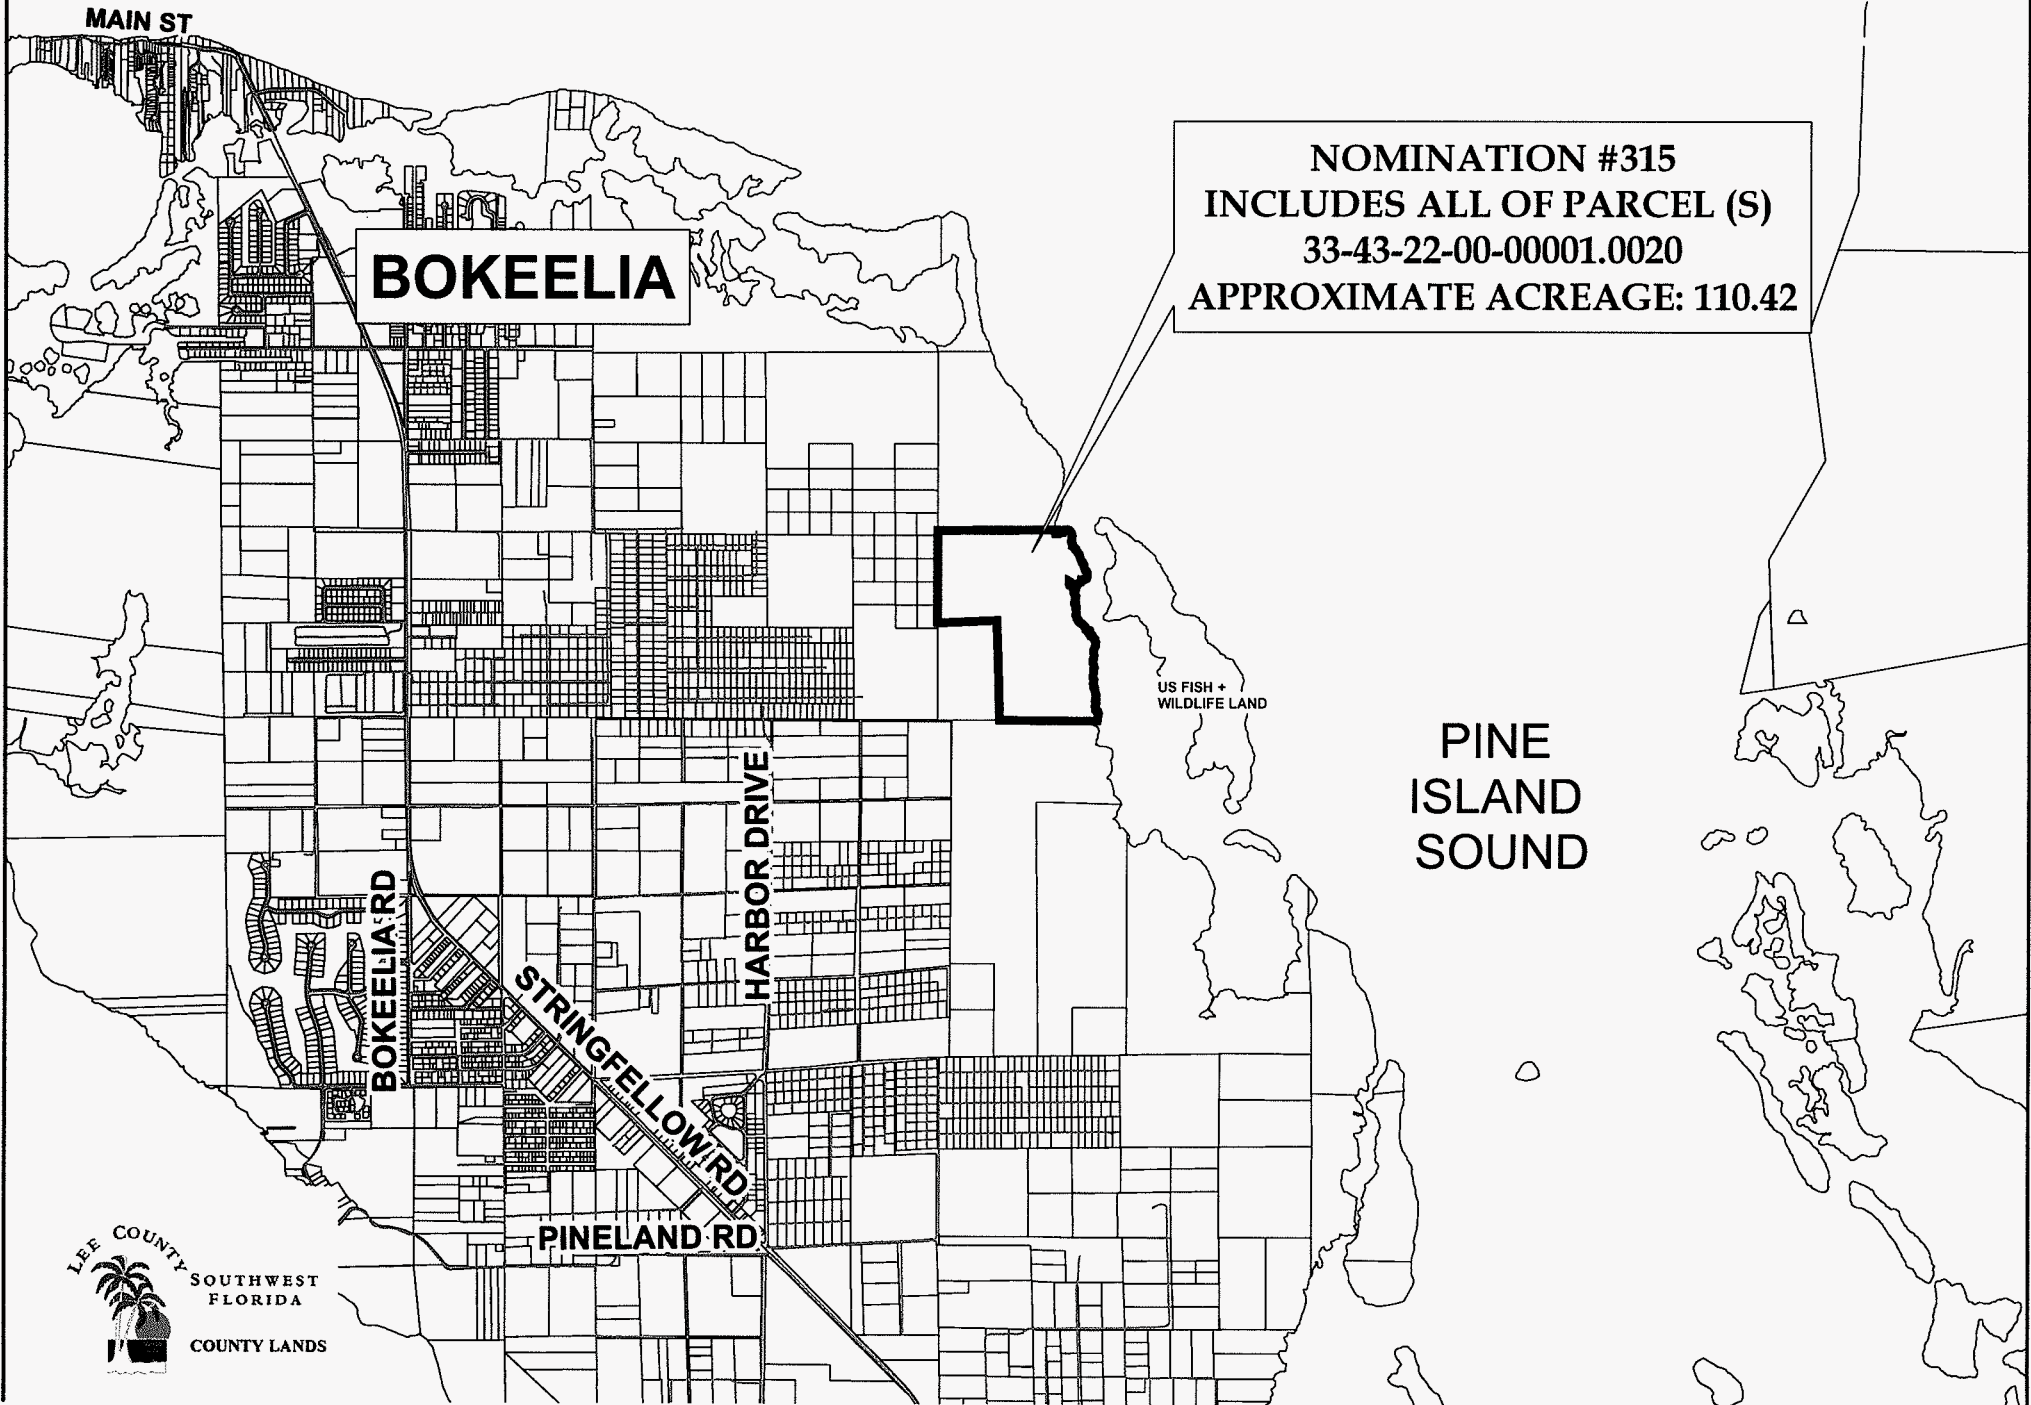 MAIN ST
NOMINATION #315
INCLUDES ALL OF PARCEL (S)
33-43-22-00-00001.0020
APPROXIMATE ACREAGE: 110.42
BOKEELIA
US FISH +
WILDLIFE LAND
PINE
ISLAND
SOUND
HARBOR DRIVE
BOKEELIA RD
STRINGFELLOW RD
PINELAND RD
LEE COUNTY
SOUTHWEST
FLORIDA
COUNTY LANDS